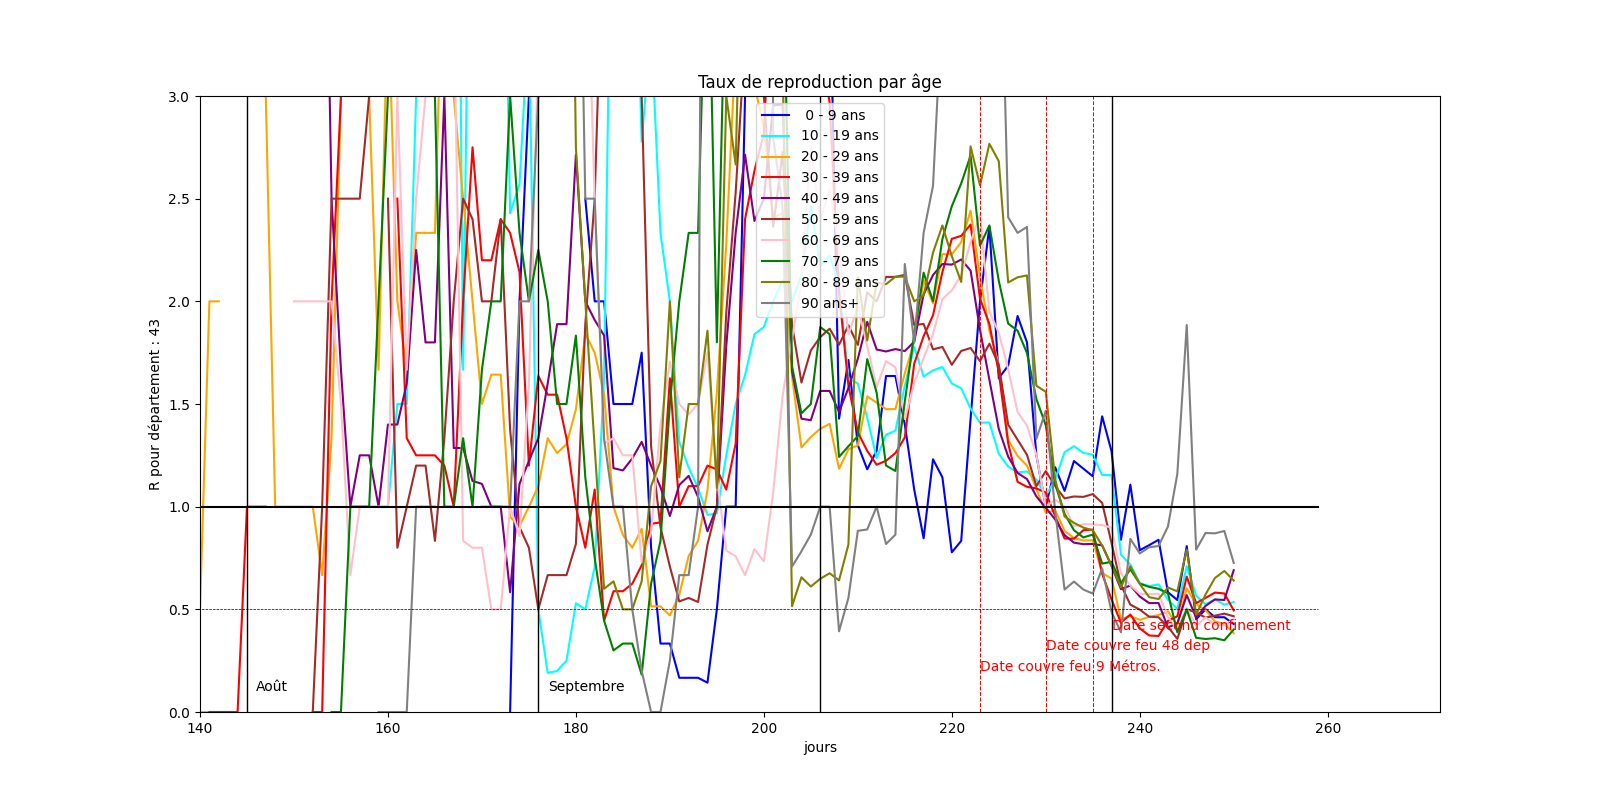 Taux de reproduction par âge
3.0
2.5
2.0
1.5
1.0
0.5
0.0
R pour département : 43
0 - 9 ans
10 - 19 ans
20 - 29 ans
30 - 39 ans
40 - 49 ans
50 - 59 ans
60 - 69 ans
70 - 79 ans
80 - 89 ans
90 ans+
Date second confinement
Date couvre feu 48 dep
Date couvre feu 9 Métros.
Août
Septembre
140
160
180
200
220
240
260
jours